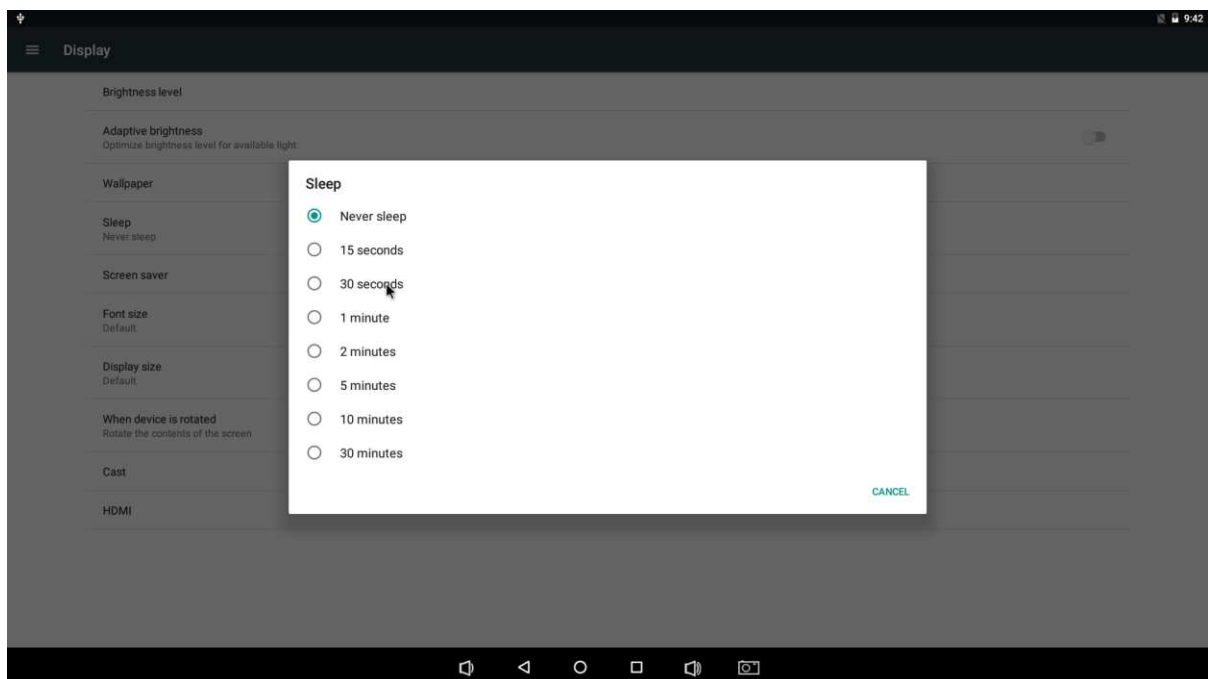 9:42
Display
Brightness level
Adaptive brightness
Optimize brightness level for available light
Wallpaper
Sleep
Never sleep
Screen saver
Font size
Default
Display size
Default
When device is rotated
Rotate the contents of the screen
Cast
HDMI
Sleep
Never sleep
15 seconds
30 seconds
1 minute
2 minutes
5 minutes
10 minutes
30 minutes
CANCEL